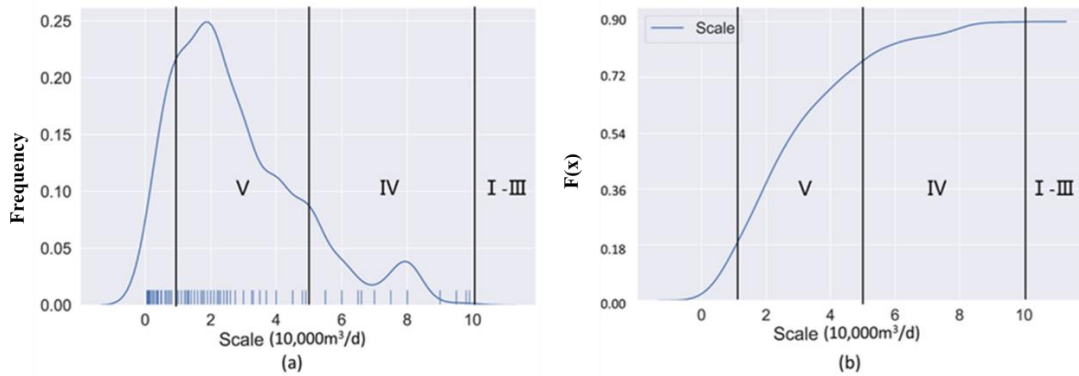 0.25
0.20
0.15
0.10
0.05
0.00
Frequency
Ⅴ
Ⅳ
Ⅰ-Ⅲ
0 2 4 6 8 10
Scale (10,000m³/d)
(a)
0.90
0.72
0.54
0.36
0.18
0.00
F(x)
Scale
Ⅴ
Ⅳ
Ⅰ-Ⅲ
0 2 4 6 8 10
Scale (10,000m³/d)
(b)